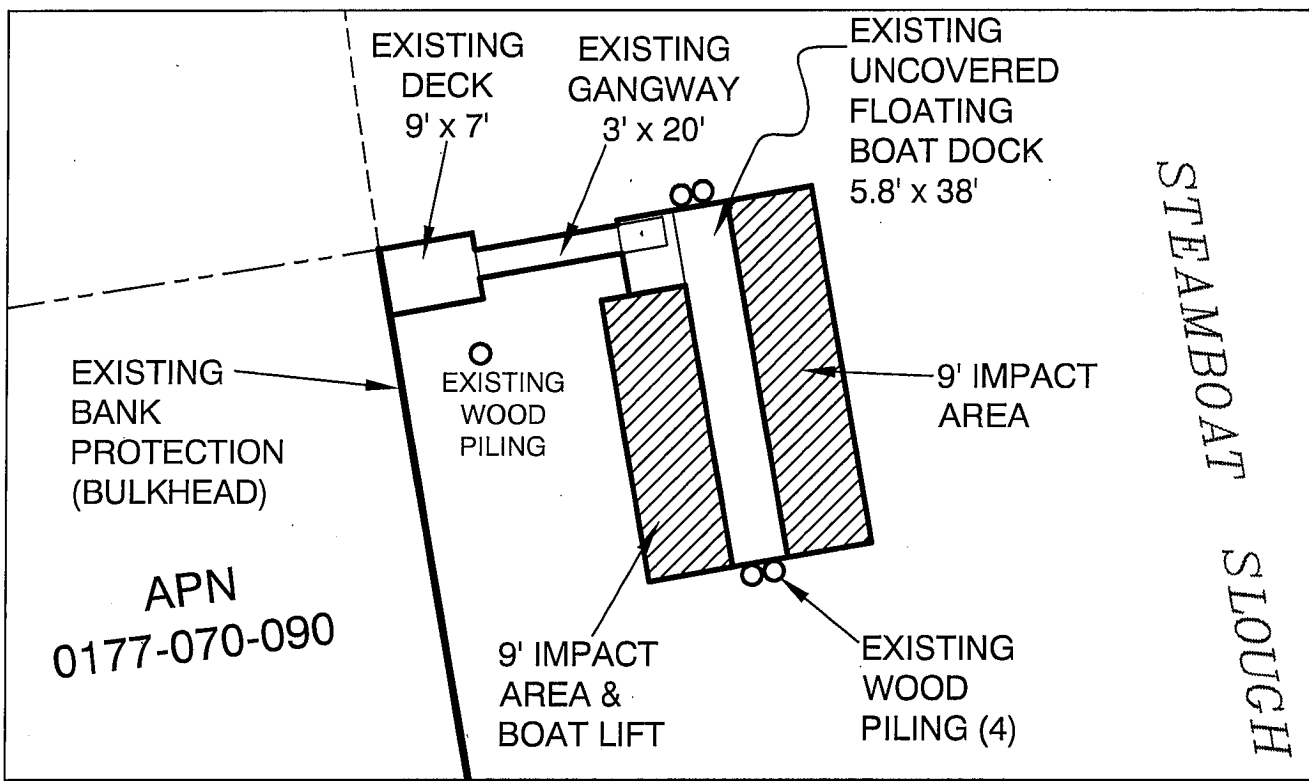 EXISTING
DECK
9' x 7'
EXISTING
GANGWAY
3' x 20'
EXISTING
UNCOVERED
FLOATING
BOAT DOCK
5.8' x 38'
STEAMBOAT SLOUGH
EXISTING
BANK
PROTECTION
(BULKHEAD)
EXISTING
WOOD
PILING
9' IMPACT
AREA
APN
0177-070-090
9' IMPACT
AREA &
BOAT LIFT
EXISTING
WOOD
PILING (4)